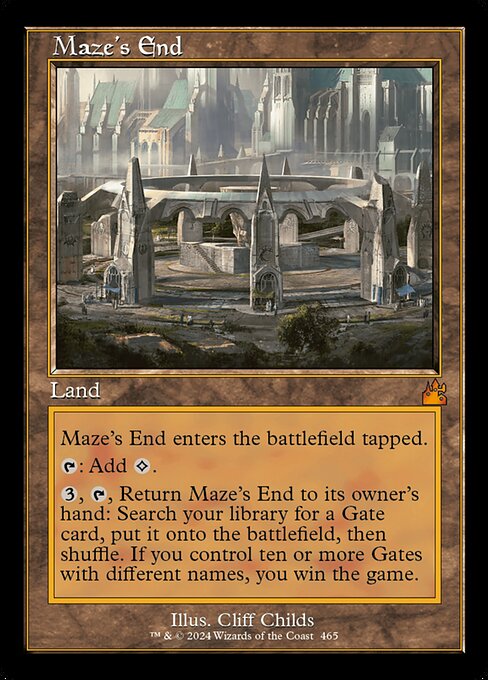 Maze's End
Land
Maze's End enters the battlefield tapped.
: Add .
3, , Return Maze's End to its owner's
hand: Search your library for a Gate
card, put it onto the battlefield, then
shuffle. If you control ten or more Gates
with different names, you win the game.
Illus. Cliff Childs
™ & © 2024 Wizards of the Coast 465